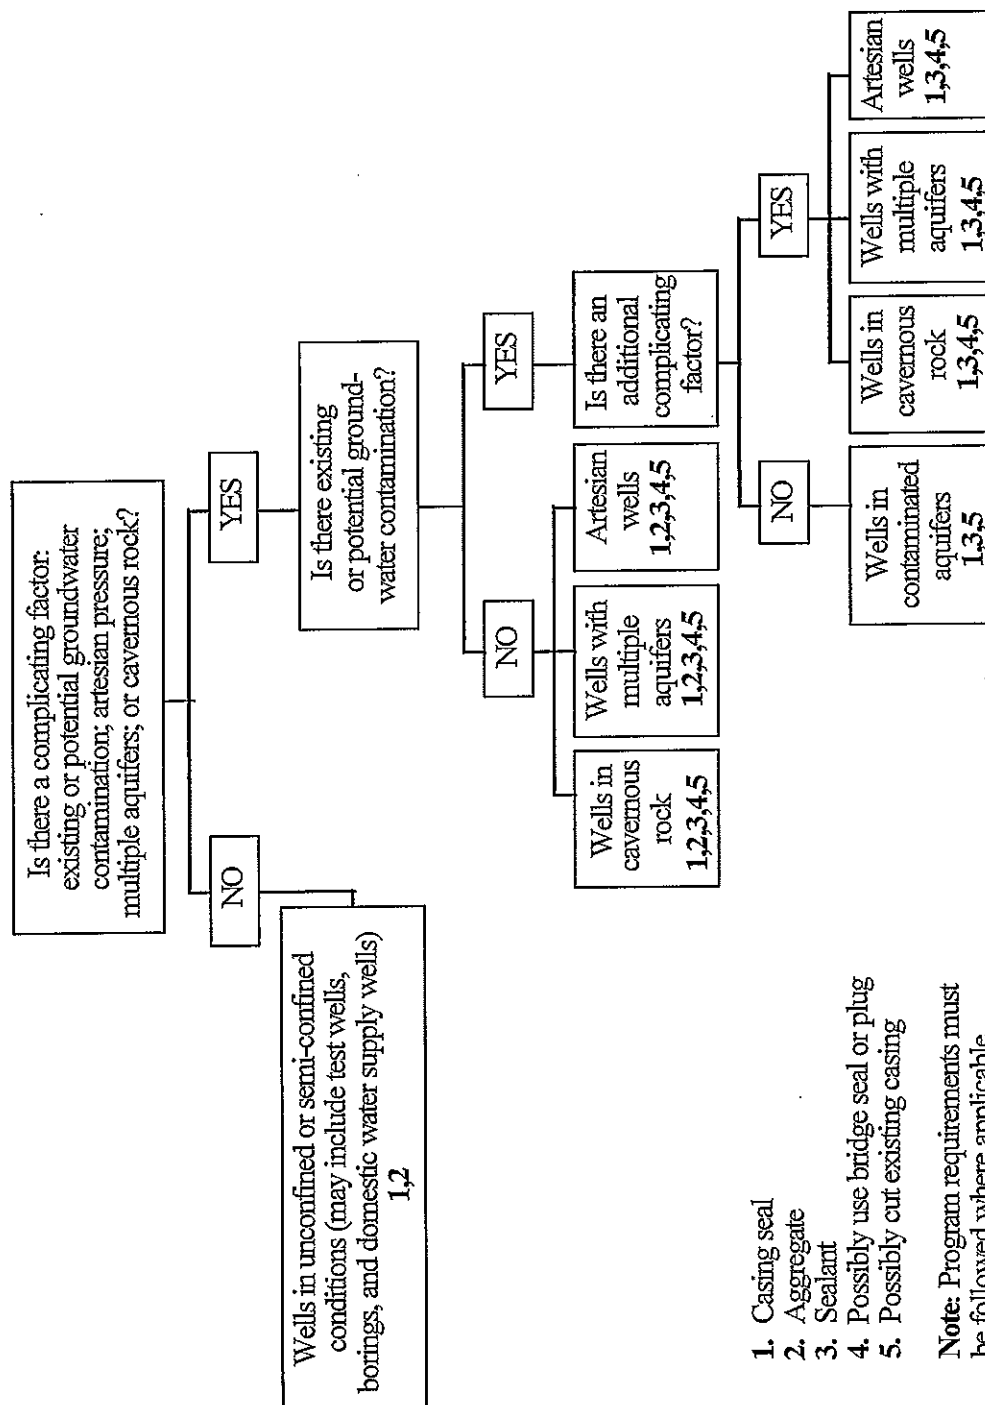 Is there a complicating factor:
existing or potential groundwater
contamination; artesian pressure;
multiple aquifers; or cavernous rock?
NO
YES
Wells in unconfined or semi-confined
conditions (may include test wells,
borings, and domestic water supply wells)
1,2
Is there existing
or potential ground-
water contamination?
NO
YES
Wells in
cavernous
rock
1,2,3,4,5
Wells with
multiple
aquifers
1,2,3,4,5
Artesian
wells
1,2,3,4,5
Is there an
additional
complicating
factor?
NO
YES
Wells in
contaminated
aquifers
1,3,5
Wells in
cavernous
rock
1,3,4,5
Wells with
multiple
aquifers
1,3,4,5
Artesian
wells
1,3,4,5
1. Casing seal
2. Aggregate
3. Sealant
4. Possibly use bridge seal or plug
5. Possibly cut existing casing
Note: Program requirements must
be followed where applicable